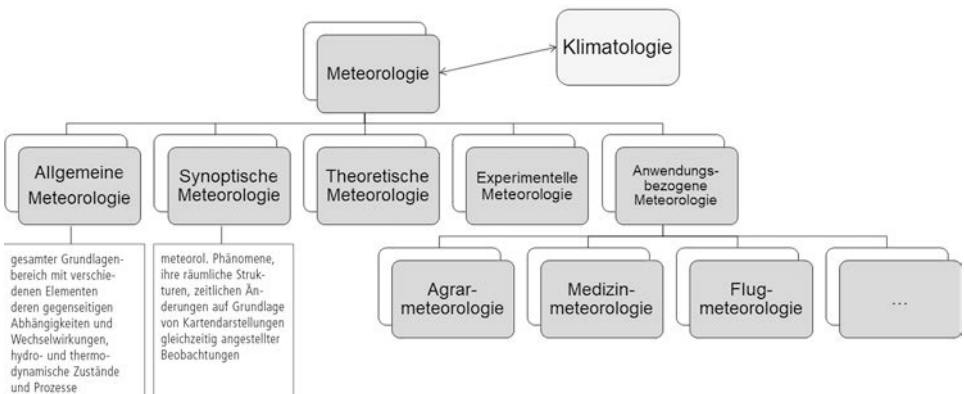 Meteorologie
Klimatologie
Allgemeine
Meteorologie
Synoptische
Meteorologie
Theoretische
Meteorologie
Experimentelle
Meteorologie
Anwendungs-
bezogene
Meteorologie
gesamter Grundlagen-
bereich mit verschie-
denen Elementen
deren gegenseitigen
Abhängigkeiten und
Wechselwirkungen,
hydro- und thermo-
dynamische Zustände
und Prozesse
meteorol. Phänomene,
ihre räumliche Struk-
turen, zeitlichen Än-
derungen auf Grundlage
von Kartendarstellungen
gleichzeitig angestellter
Beobachtungen
Agrar-
meteorologie
Medizin-
meteorologie
Flug-
meteorologie
...